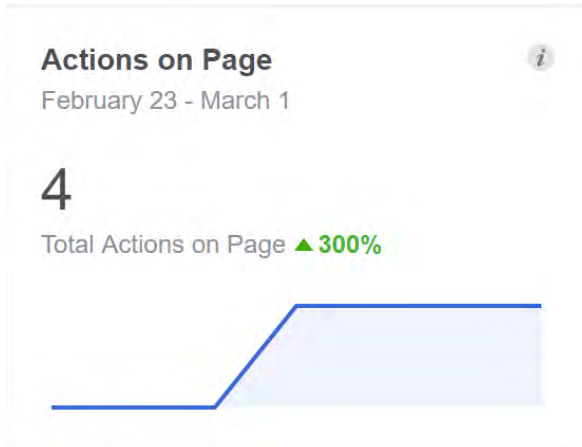 Actions on Page
i
February 23 - March 1
4
Total Actions on Page ▲ 300%